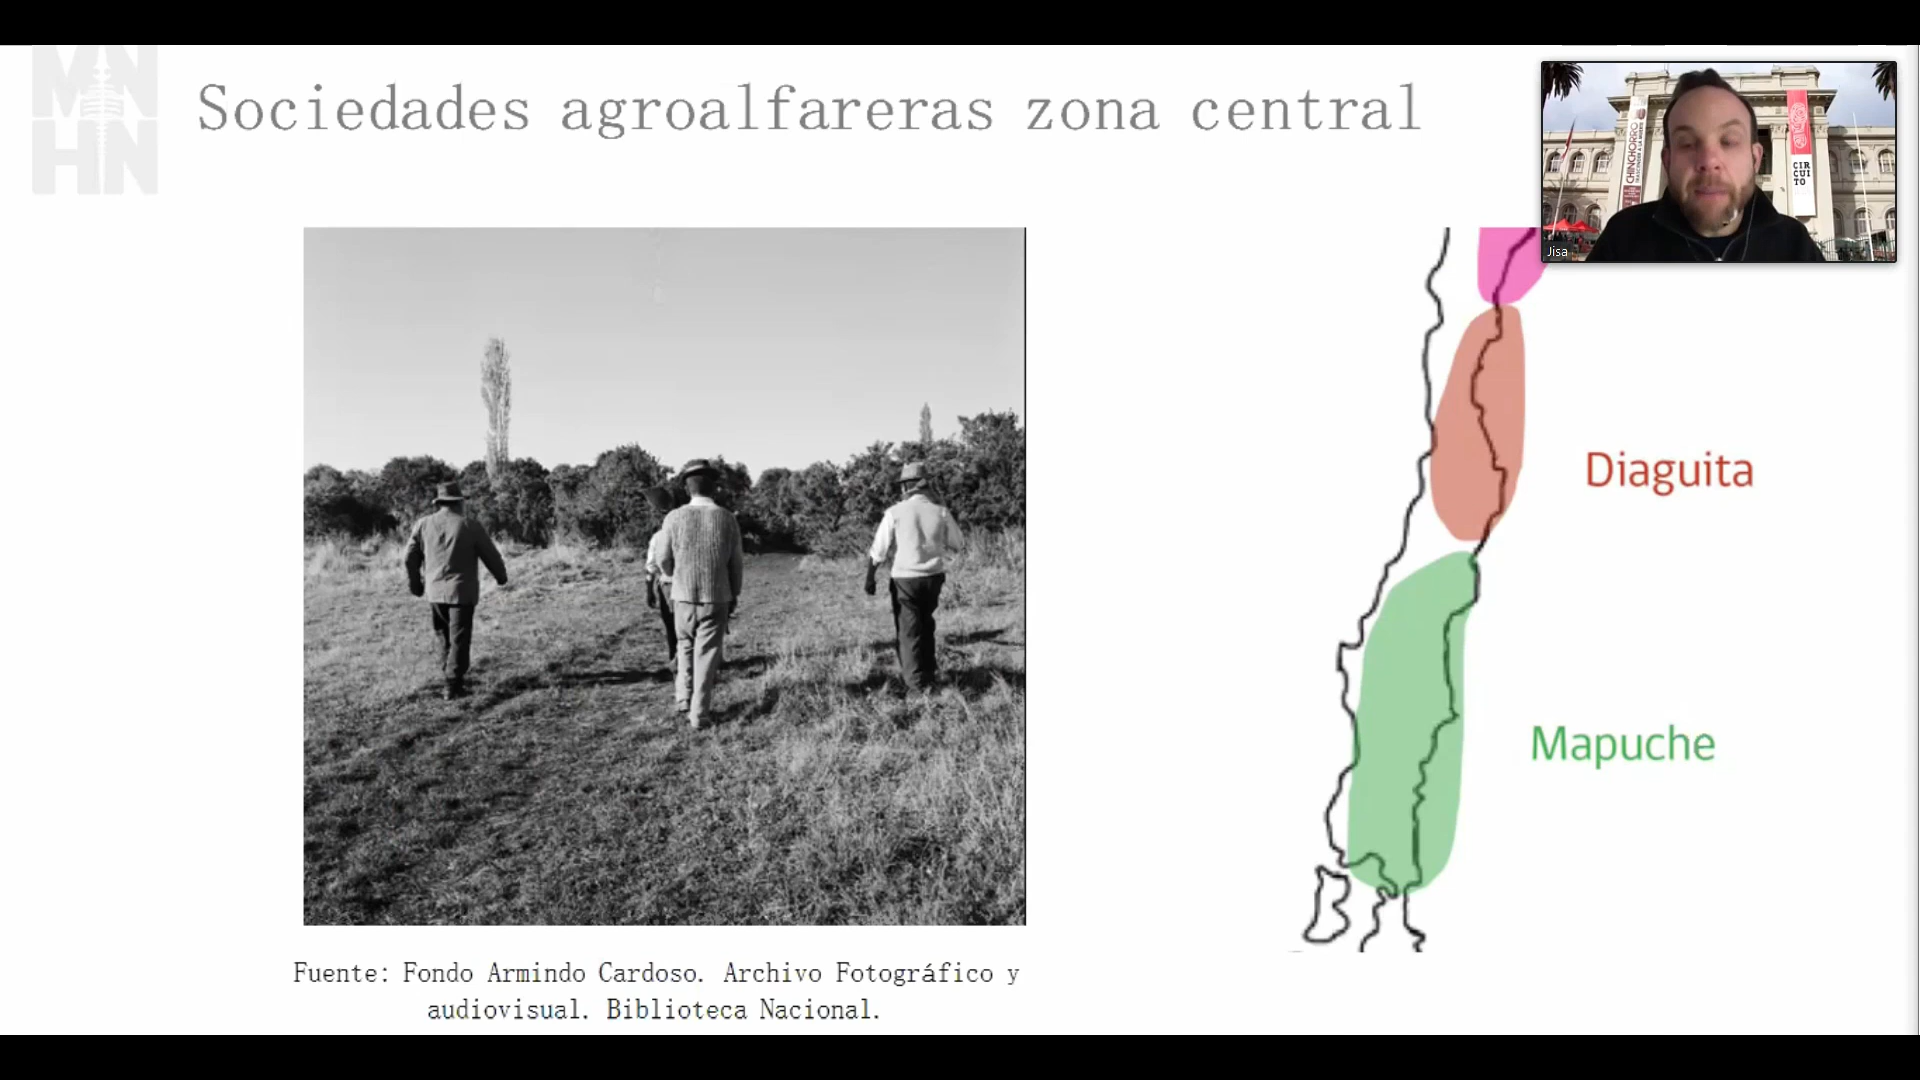 MN
HN
Sociedades agroalfareras zona central
CHINCHORRO
CIR
CUI
TO
Jisa
Diaguita
Mapuche
Fuente: Fondo Armindo Cardoso. Archivo Fotográfico y
audiovisual. Biblioteca Nacional.